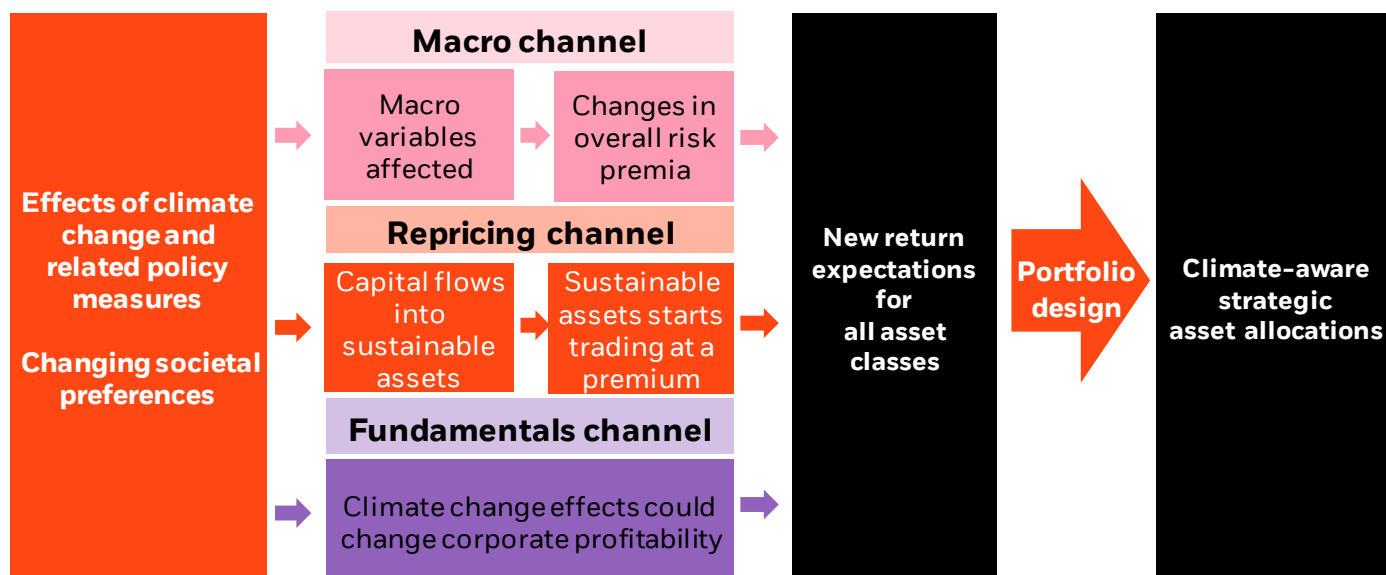 Effects of climate
change and
related policy
measures
Changing societal
preferences
Macro channel
Macro
variables
affected
Changes in
overall risk
premia
Repricing channel
Capital flows
into
sustainable
assets
Sustainable
assets starts
trading at a
premium
Fundamentals channel
Climate change effects could
change corporate profitability
New return
expectations
for
all asset
classes
Portfolio
design
Climate-aware
strategic
asset allocations